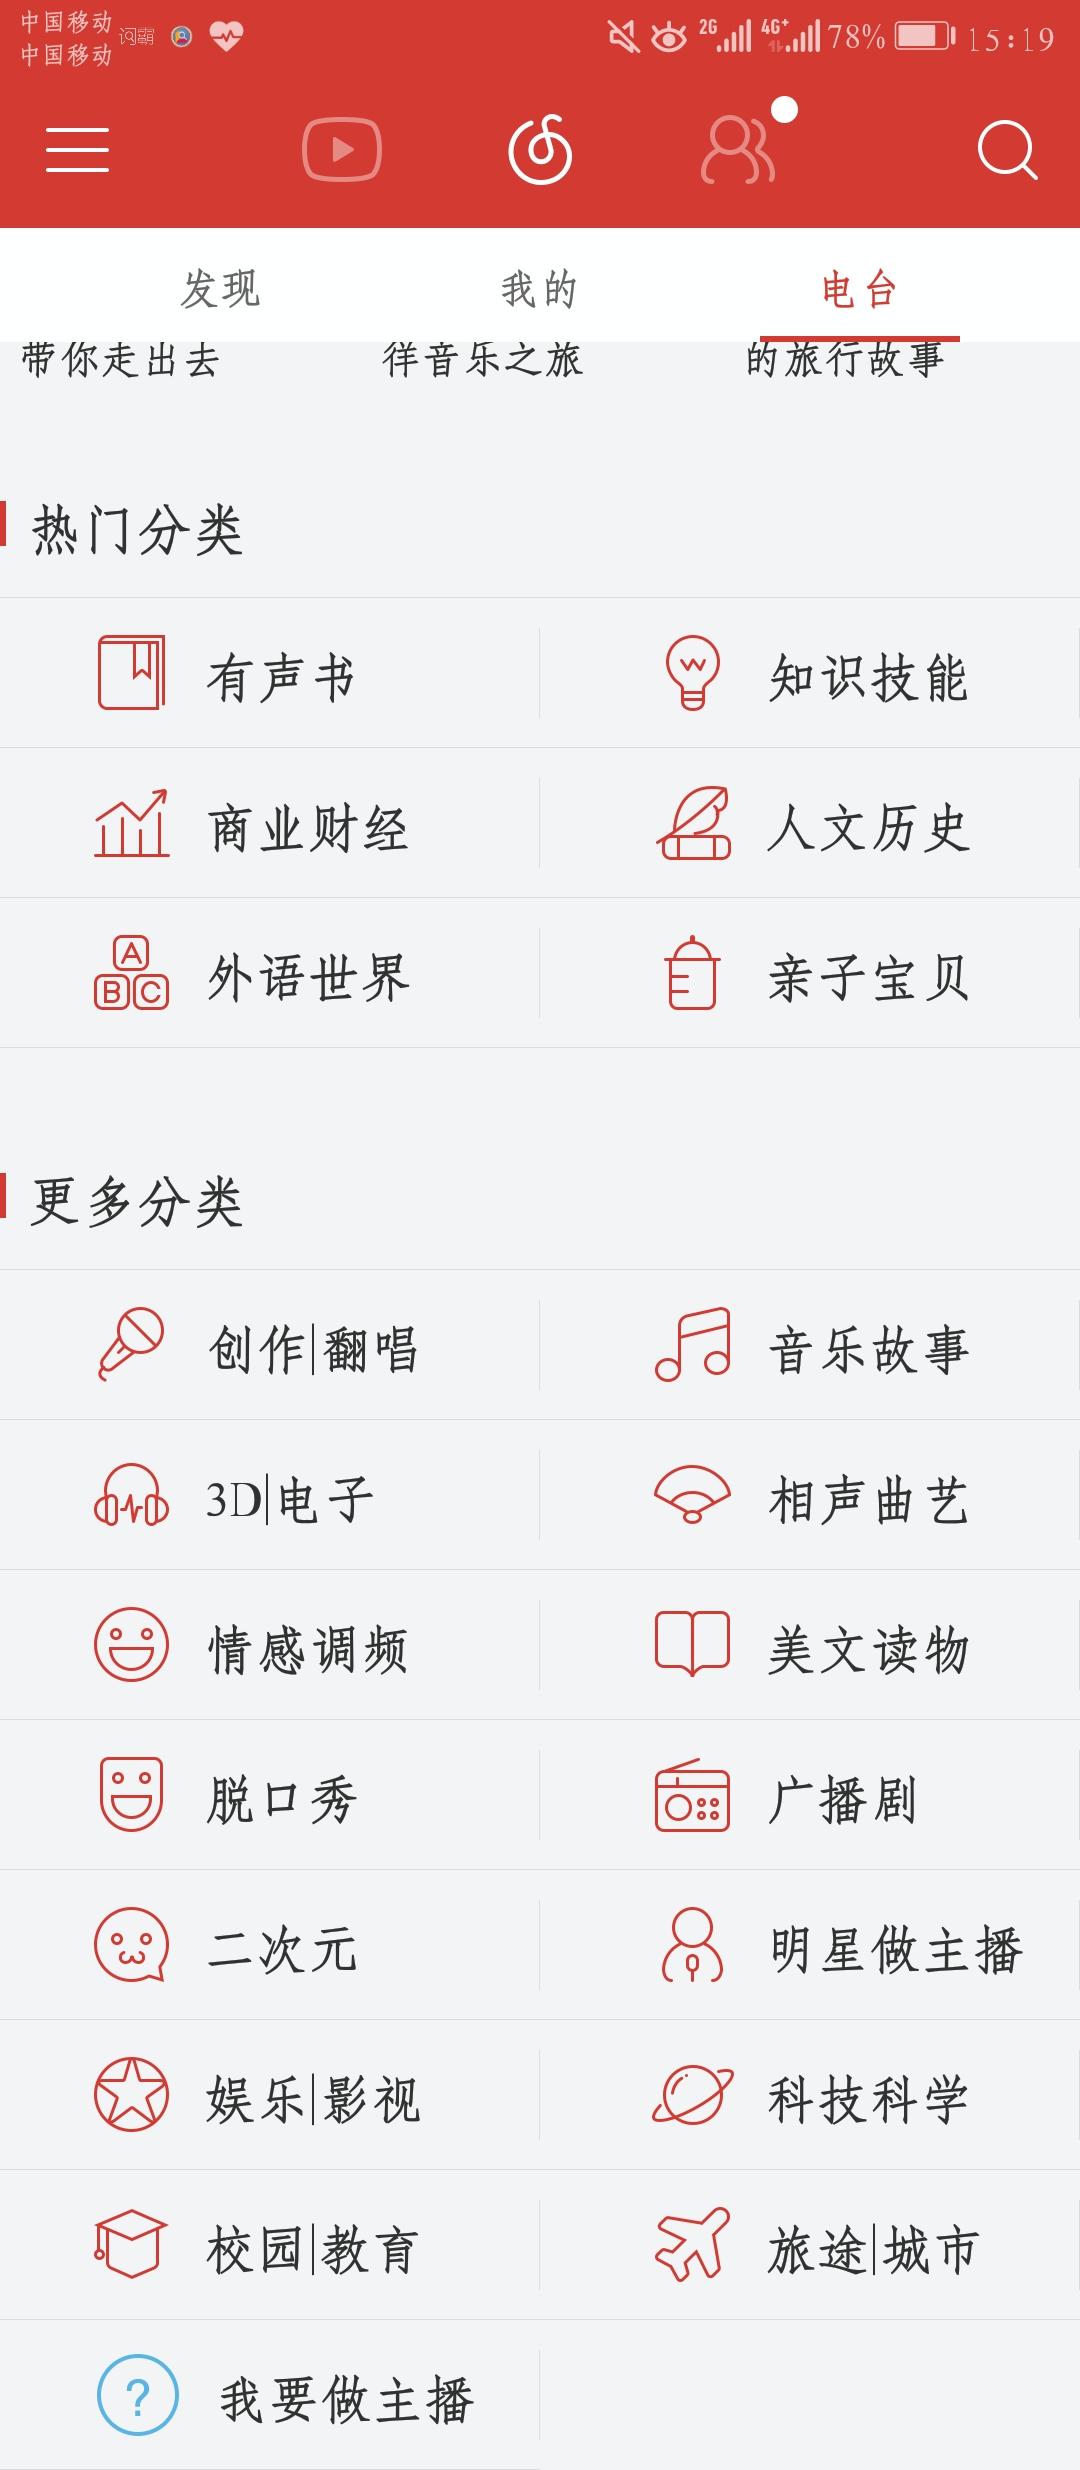 中国移动
中国移动
词霸
2G
4G+
78%
15:19
发现 我的 电台
带你走出去 徉音乐之旅 的旅行故事
热门分类
有声书 知识技能
商业财经 人文历史
A
B C
外语世界 亲子宝贝
更多分类
创作|翻唱 音乐故事
3D|电子 相声曲艺
情感调频 美文读物
脱口秀 广播剧
二次元 明星做主播
娱乐|影视 科技科学
校园|教育 旅途|城市
? 我要做主播